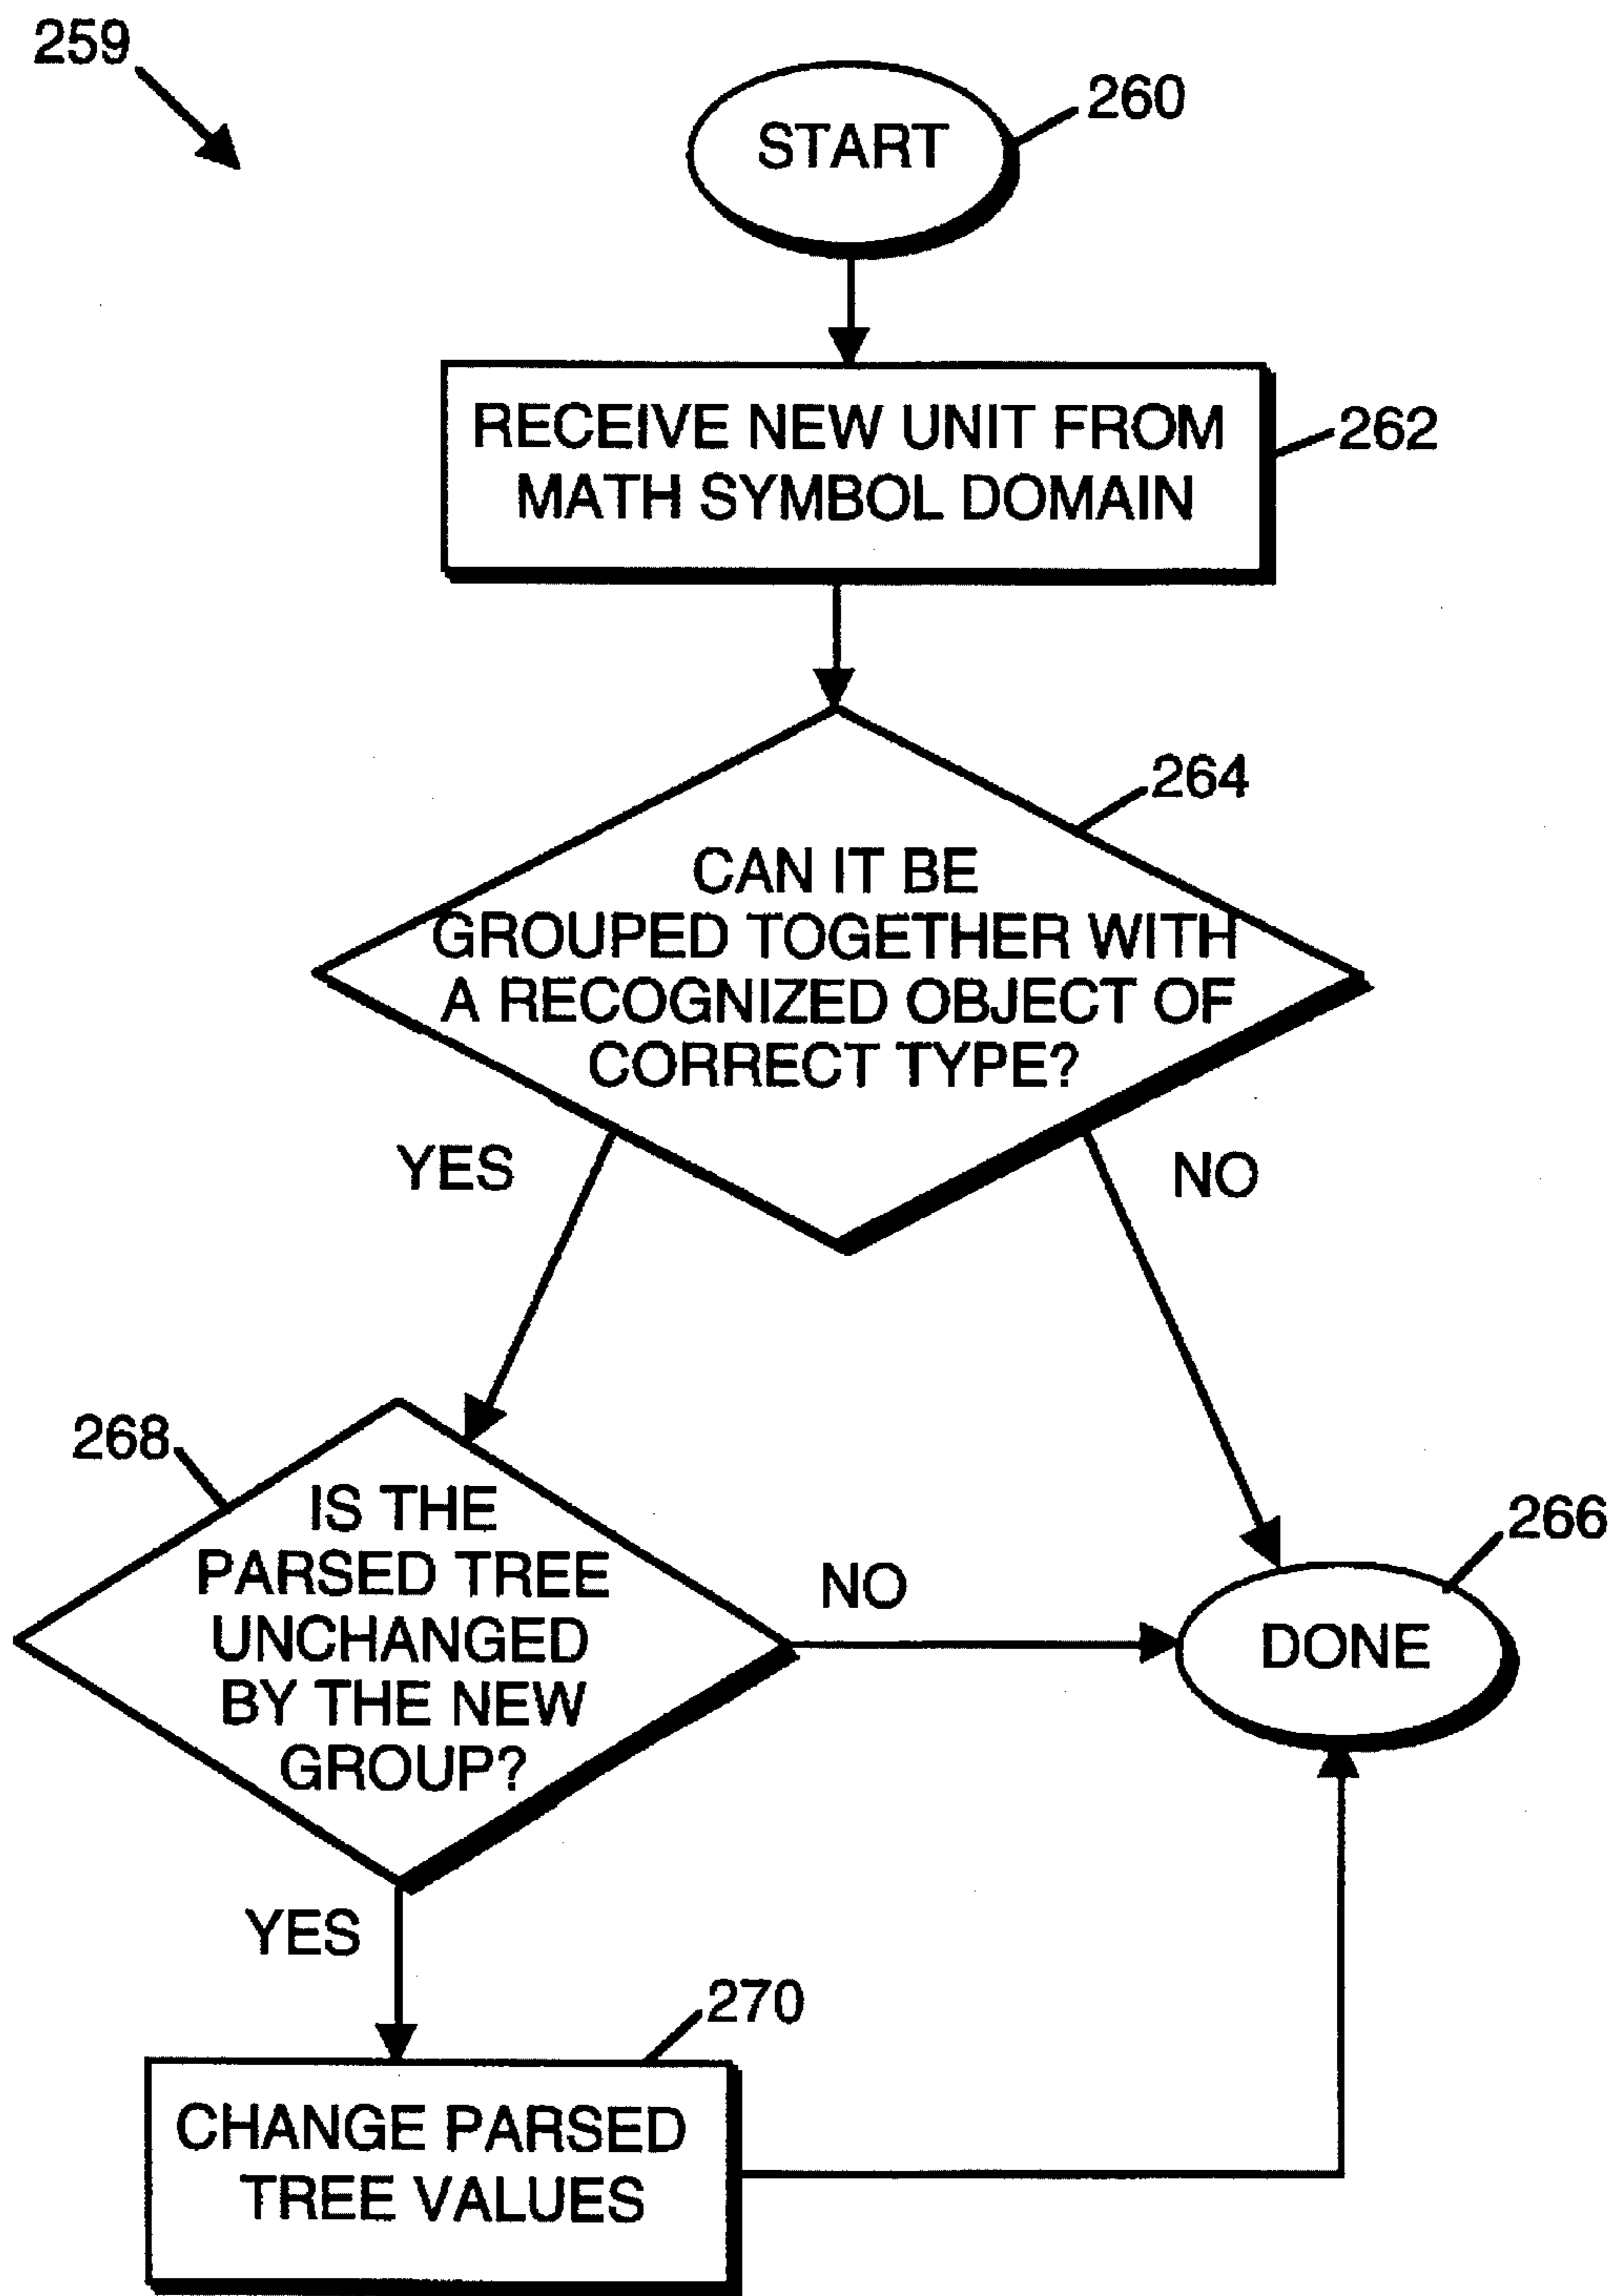 259
START
260
RECEIVE NEW UNIT FROM
MATH SYMBOL DOMAIN
262
264
CAN IT BE
GROUPED TOGETHER WITH
A RECOGNIZED OBJECT OF
CORRECT TYPE?
YES
NO
268
IS THE
PARSED TREE
UNCHANGED
BY THE NEW
GROUP?
NO
266
DONE
YES
270
CHANGE PARSED
TREE VALUES